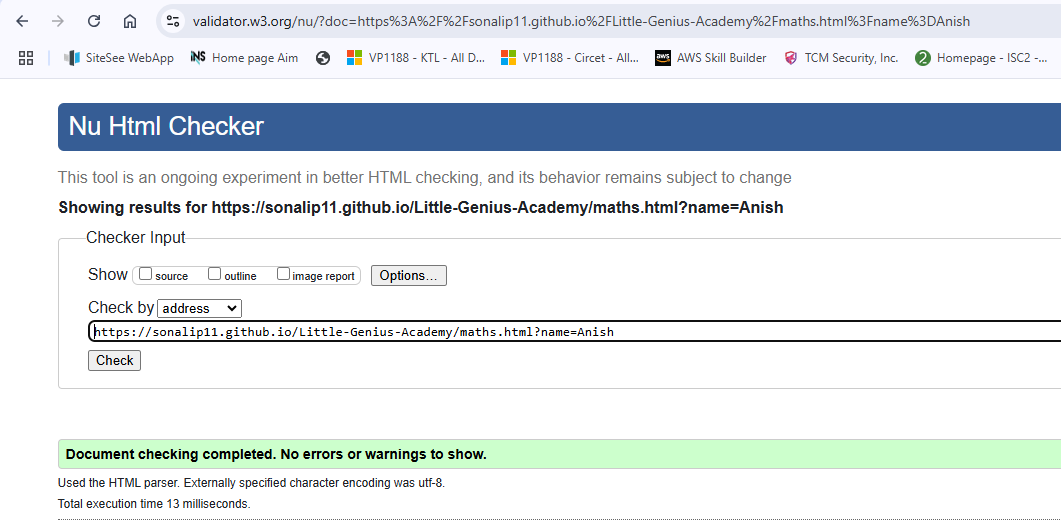 validator.w3.org/nu/?doc=https%3A%2F%2Fsonalip11.github.io%2FLittle-Genius-Academy%2Fmaths.html%3Fname%3DAnish
SiteSee WebApp iNS Home page Aim VP1188 - KTL - All D... VP1188 - Circet - All... aws AWS Skill Builder TCM Security, Inc. 2 Homepage - ISC2 -...
Nu Html Checker
This tool is an ongoing experiment in better HTML checking, and its behavior remains subject to change
Showing results for https://sonalip11.github.io/Little-Genius-Academy/maths.html?name=Anish
Checker Input
Show source outline image report Options...
Check by address
https://sonalip11.github.io/Little-Genius-Academy/maths.html?name=Anish
Check
Document checking completed. No errors or warnings to show.
Used the HTML parser. Externally specified character encoding was utf-8.
Total execution time 13 milliseconds.